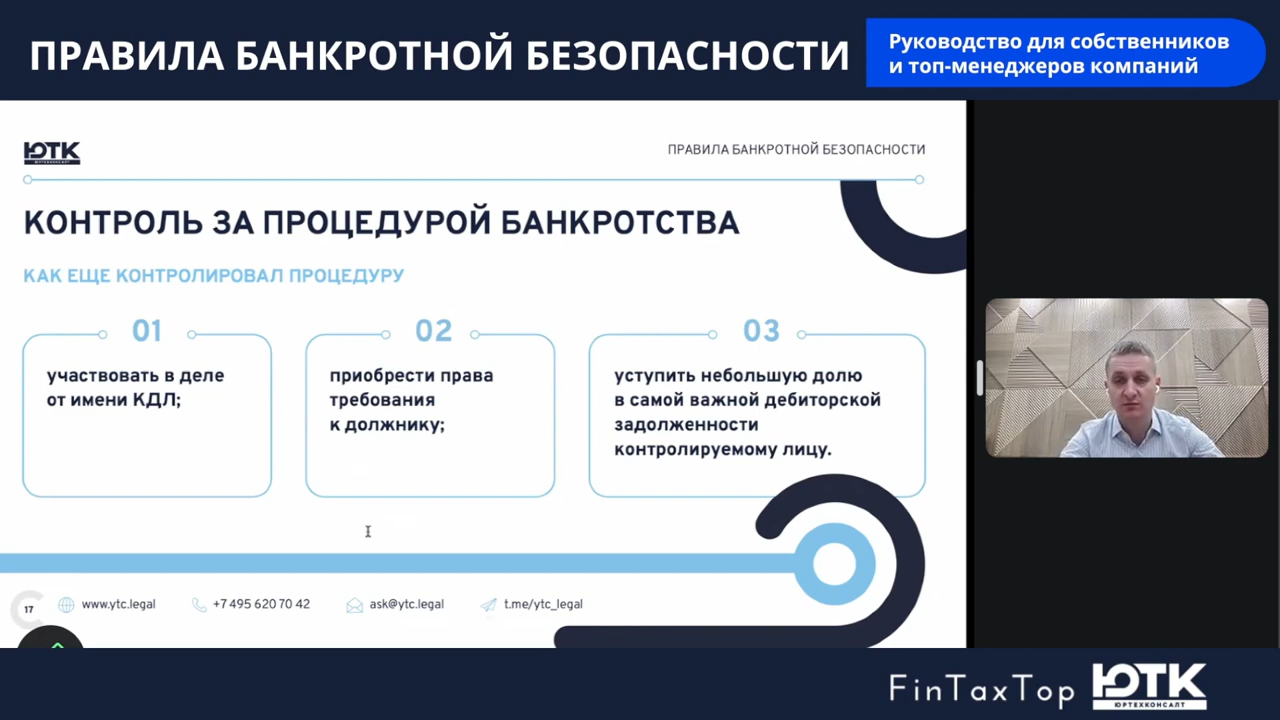 ПРАВИЛА БАНКРОТНОЙ БЕЗОПАСНОСТИ
Руководство для собственников
и топ-менеджеров компаний
ЮТК
ЮРТЕХКОНСАЛТ
ПРАВИЛА БАНКРОТНОЙ БЕЗОПАСНОСТИ
КОНТРОЛЬ ЗА ПРОЦЕДУРОЙ БАНКРОТСТВА
КАК ЕЩЕ КОНТРОЛИРОВАЛ ПРОЦЕДУРУ
01
участвовать в деле
от имени КДЛ;
02
приобрести права
требования
к должнику;
03
уступить небольшую долю
в самой важной дебиторской
задолженности
контролируемому лицу.
17
www.ytc.legal
+7 495 620 70 42
ask@ytc.legal
t.me/ytc_legal
FinTaxTop
ЮТК
ЮРТЕХКОНСАЛТ